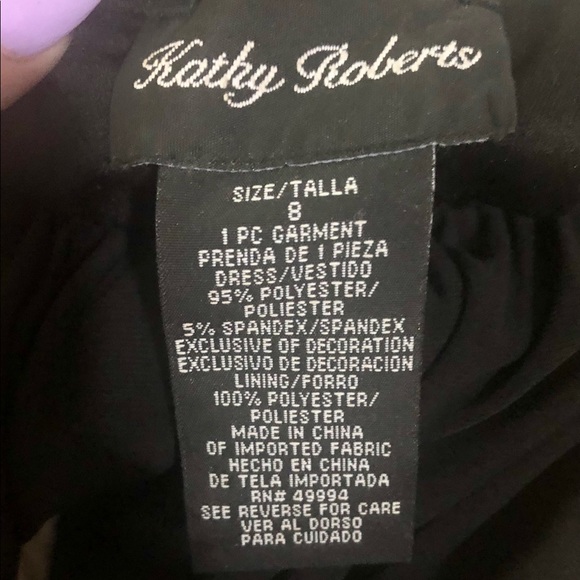 Kathy Roberts
SIZE/TALLA
8
1 PC GARMENT
PRENDA DE 1 PIEZA
DRESS/VESTIDO
95% POLYESTER/
POLIESTER
5% SPANDEX/SPANDEX
EXCLUSIVE OF DECORATION
EXCLUSIVO DE DECORACION
LINING/FORRO
100% POLYESTER/
POLIESTER
MADE IN CHINA
OF IMPORTED FABRIC
HECHO EN CHINA
DE TELA IMPORTADA
RN# 49994
SEE REVERSE FOR CARE
VER AL DORSO
PARA CUIDADO